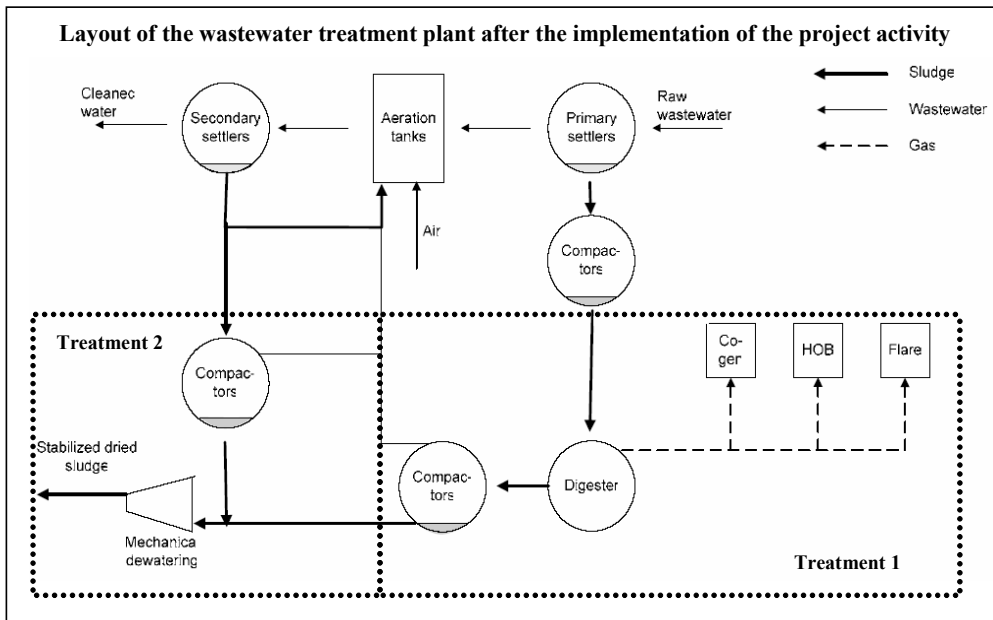 Layout of the wastewater treatment plant after the implementation of the project activity
Sludge
Wastewater
Gas
Cleanec
water
Secondary
settlers
Aeration
tanks
Primary
settlers
Raw
wastewater
Air
Compac-
tors
Treatment 2
Compac-
tors
Co-
ger
HOB
Flare
Stabilized dried
sludge
Compac-
tors
Digester
Mechanica
dewatering
Treatment 1